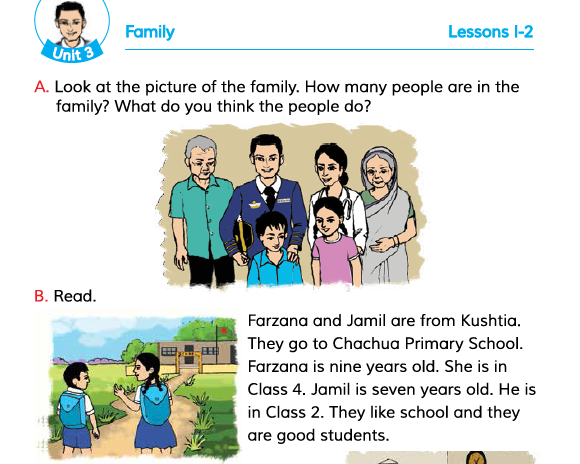 Unit 3
Family
Lessons 1-2
A. Look at the picture of the family. How many people are in the
family? What do you think the people do?
B. Read.
Farzana and Jamil are from Kushtia.
They go to Chachua Primary School.
Farzana is nine years old. She is in
Class 4. Jamil is seven years old. He is
in Class 2. They like school and they
are good students.